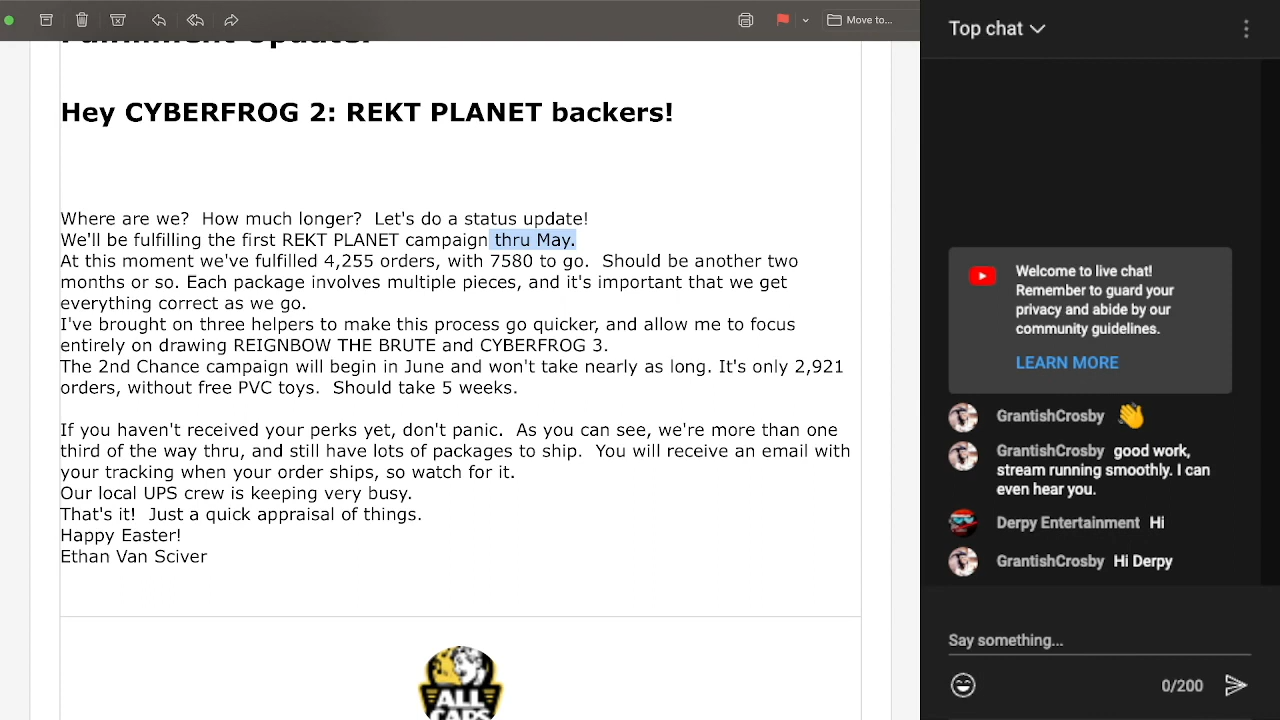 Move to...
Fulfillment Update!
Hey CYBERFROG 2: REKT PLANET backers!
Where are we?  How much longer?  Let's do a status update!
We'll be fulfilling the first REKT PLANET campaign thru May.
At this moment we've fulfilled 4,255 orders, with 7580 to go.  Should be another two
months or so. Each package involves multiple pieces, and it's important that we get
everything correct as we go.
I've brought on three helpers to make this process go quicker, and allow me to focus
entirely on drawing REIGNBOW THE BRUTE and CYBERFROG 3.
The 2nd Chance campaign will begin in June and won't take nearly as long. It's only 2,921
orders, without free PVC toys.  Should take 5 weeks.
If you haven't received your perks yet, don't panic.  As you can see, we're more than one
third of the way thru, and still have lots of packages to ship.  You will receive an email with
your tracking when your order ships, so watch for it.
Our local UPS crew is keeping very busy.
That's it!  Just a quick appraisal of things.
Happy Easter!
Ethan Van Sciver
ALL
CAPS
Top chat
Welcome to live chat!
Remember to guard your
privacy and abide by our
community guidelines.
LEARN MORE
GrantishCrosby 👋
GrantishCrosby good work,
stream running smoothly. I can
even hear you.
Derpy Entertainment Hi
GrantishCrosby Hi Derpy
Say something...
0/200